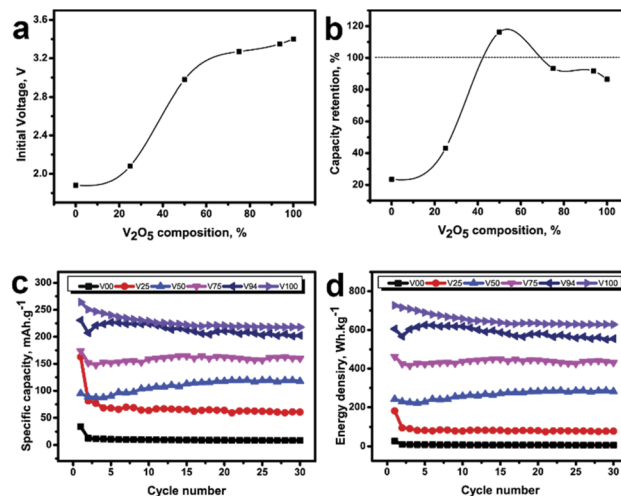 a
3.6
3.2
2.8
2.4
2.0
Initial Voltage, V
0 20 40 60 80 100
V2O5 composition, %
b
120
100
80
60
40
20
Capacity retention, %
0 20 40 60 80 100
V2O5 composition, %
c
V00 V25 V50 V75 V94 V100
250
200
150
100
50
0
Specific capacity, mAh.g-1
0 5 10 15 20 25 30
Cycle number
d
V00 V25 V50 V75 V94 V100
800
600
400
200
0
Energy densiry, Wh.kg-1
0 5 10 15 20 25 30
Cycle number